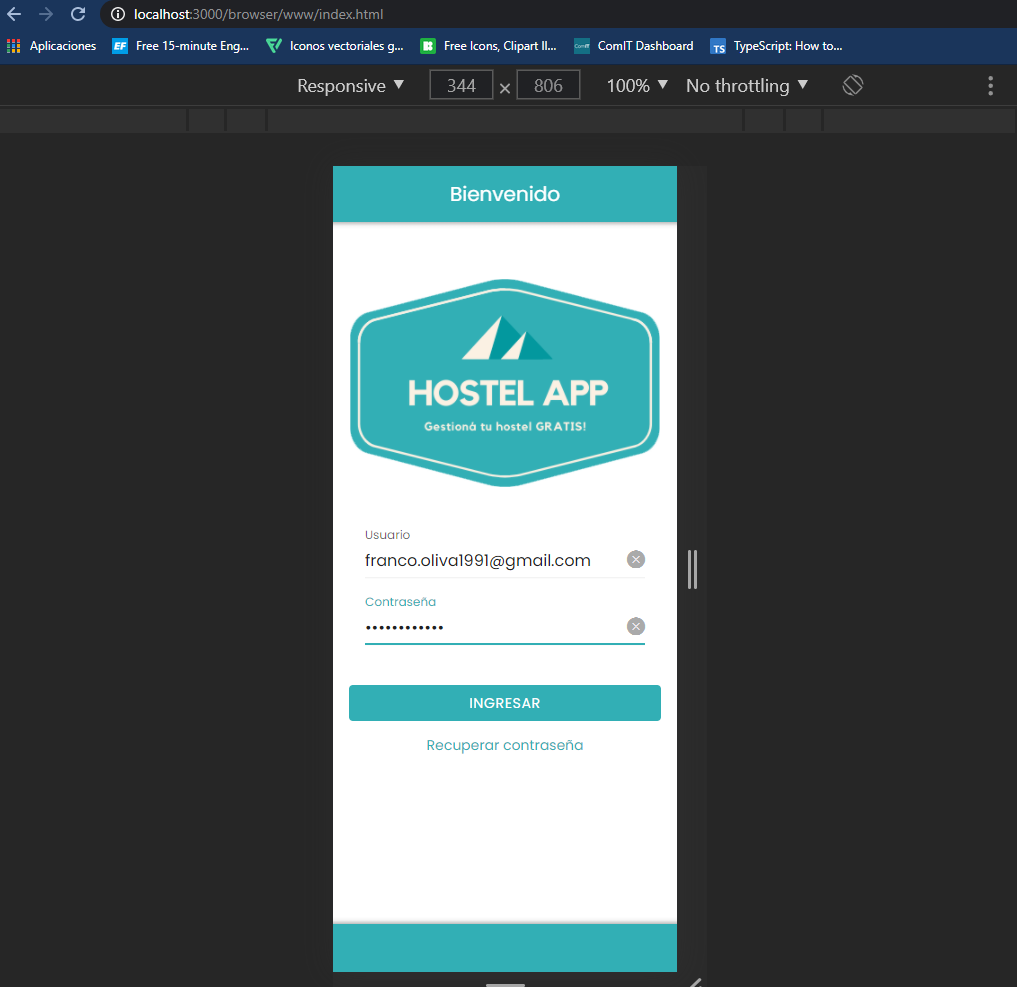 localhost:3000/browser/www/index.html
Aplicaciones EF Free 15-minute Eng... Iconos vectoriales g... Free Icons, Clipart Il... ComIT ComIT Dashboard TS TypeScript: How to...
Responsive ▼ 344 × 806 100% ▼ No throttling ▼
Bienvenido
HOSTEL APP
Gestioná tu hostel GRATIS!
Usuario
franco.oliva1991@gmail.com
Contraseña
••••••••••••
INGRESAR
Recuperar contraseña